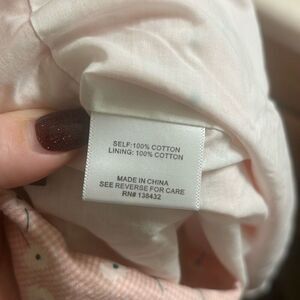 SELF:100% COTTON
LINING: 100% COTTON
MADE IN CHINA
SEE REVERSE FOR CARE
RN# 138432